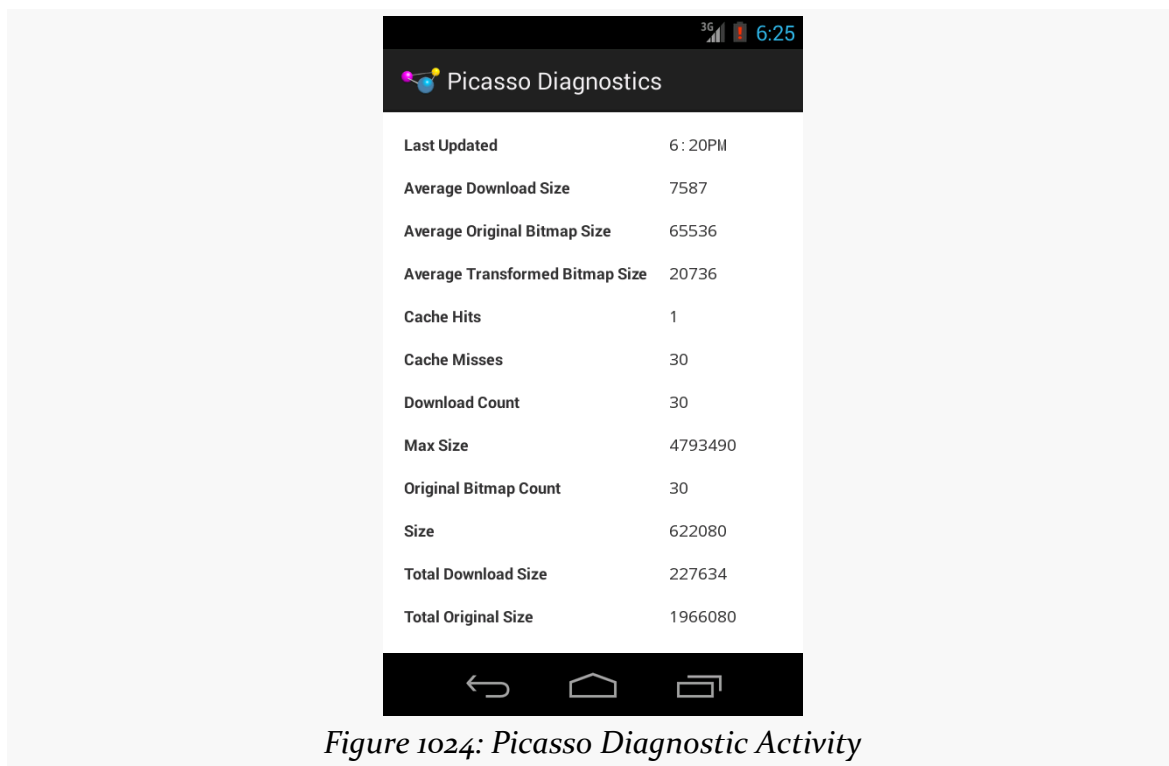 3G 6:25
Picasso Diagnostics
Last Updated 6:20PM
Average Download Size 7587
Average Original Bitmap Size 65536
Average Transformed Bitmap Size 20736
Cache Hits 1
Cache Misses 30
Download Count 30
Max Size 4793490
Original Bitmap Count 30
Size 622080
Total Download Size 227634
Total Original Size 1966080
Figure 1024: Picasso Diagnostic Activity